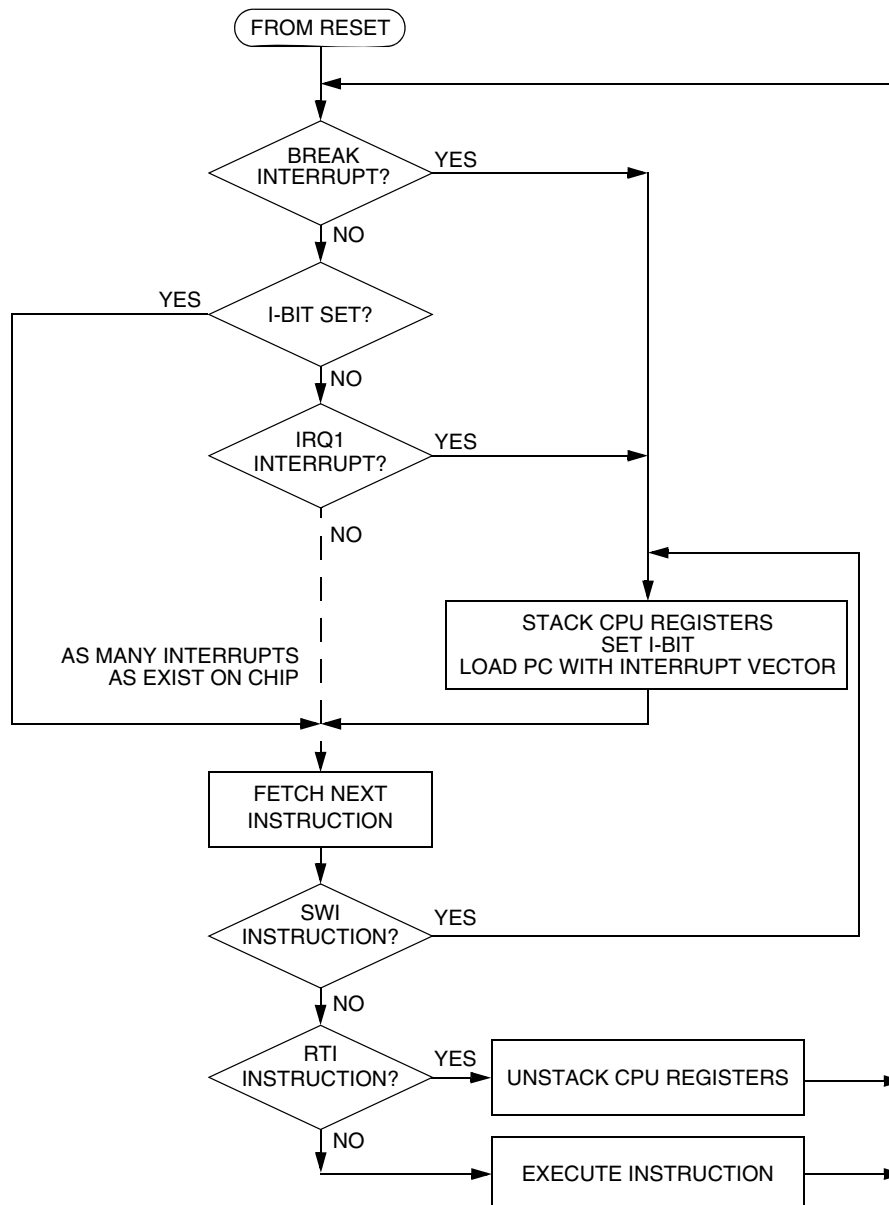 FROM RESET
BREAK
INTERRUPT?
YES
NO
YES
I-BIT SET?
NO
IRQ1
INTERRUPT?
YES
NO
STACK CPU REGISTERS
SET I-BIT
LOAD PC WITH INTERRUPT VECTOR
AS MANY INTERRUPTS
AS EXIST ON CHIP
FETCH NEXT
INSTRUCTION
SWI
INSTRUCTION?
YES
NO
RTI
INSTRUCTION?
YES
UNSTACK CPU REGISTERS
NO
EXECUTE INSTRUCTION